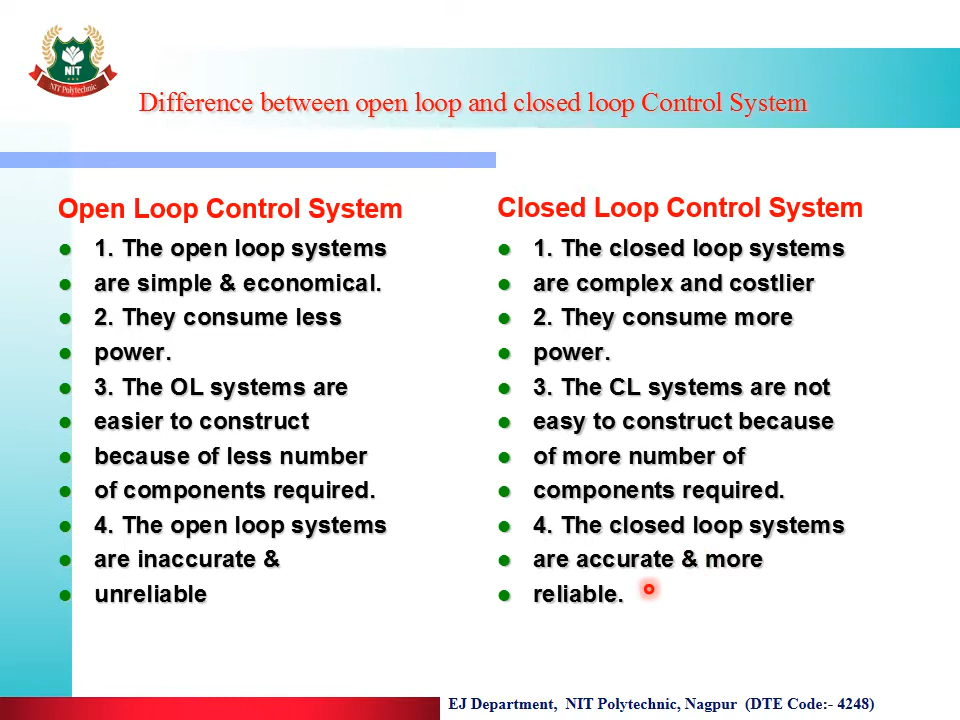 NIT
NIT Polytechnic
Difference between open loop and closed loop Control System
Open Loop Control System
1. The open loop systems
are simple & economical.
2. They consume less
power.
3. The OL systems are
easier to construct
because of less number
of components required.
4. The open loop systems
are inaccurate &
unreliable
Closed Loop Control System
1. The closed loop systems
are complex and costlier
2. They consume more
power.
3. The CL systems are not
easy to construct because
of more number of
components required.
4. The closed loop systems
are accurate & more
reliable.
EJ Department, NIT Polytechnic, Nagpur (DTE Code:- 4248)